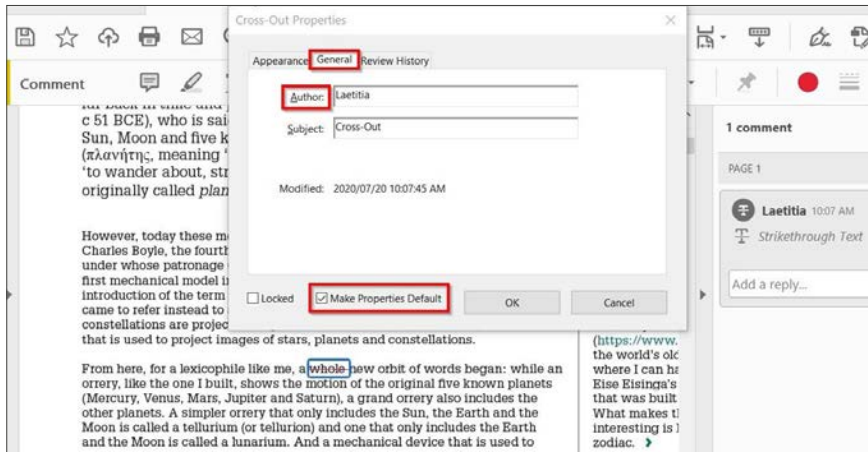 Cross-Out Properties
Appearance General Review History
Author: Laetitia
Subject: Cross-Out
Modified: 2020/07/20 10:07:45 AM
Locked
Make Properties Default
OK
Cancel
Comment
c 51 BCE), who is sai
Sun, Moon and five k
(πλανήτης, meaning '
'to wander about, str
originally called plan
However, today these m
Charles Boyle, the fourth
under whose patronage
first mechanical model i
introduction of the term
came to refer instead to
constellations are projec
that is used to project images of stars, planets and constellations.
From here, for a lexicophile like me, a whole new orbit of words began: while an
orrery, like the one I built, shows the motion of the original five known planets
(Mercury, Venus, Mars, Jupiter and Saturn), a grand orrery also includes the
other planets. A simpler orrery that only includes the Sun, the Earth and the
Moon is called a tellurium (or tellurion) and one that only includes the Earth
and the Moon is called a lunarium. And a mechanical device that is used to
(https://www.
the world's old
where I can ha
Eise Eisinga's
that was built
What makes t
interesting is
zodiac.
1 comment
PAGE 1
Laetitia 10:07 AM
Strikethrough Text
Add a reply...